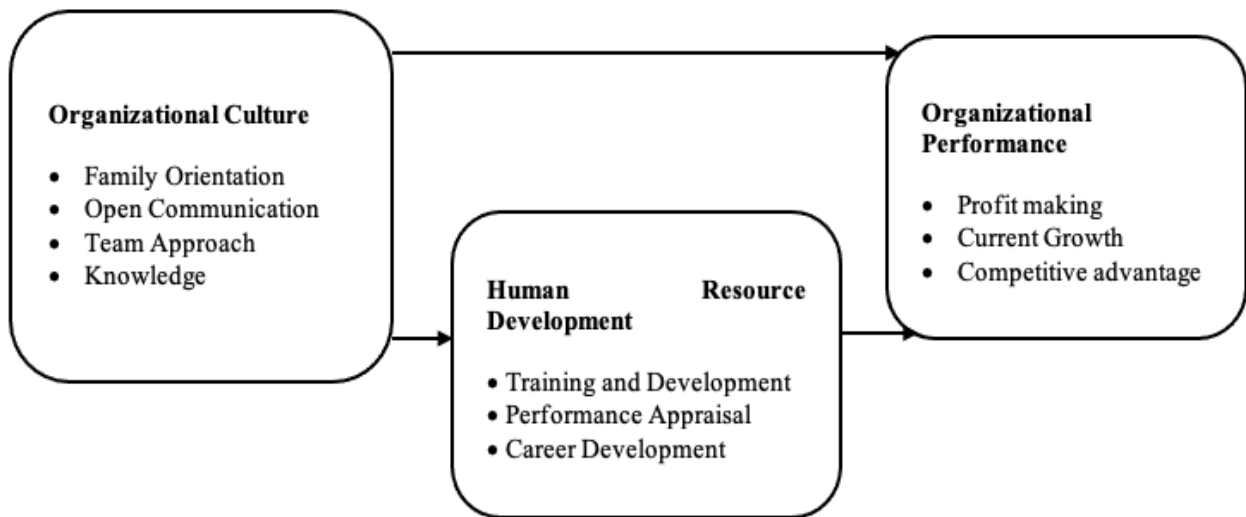 Organizational Culture
• Family Orientation
• Open Communication
• Team Approach
• Knowledge
Human Resource
Development
• Training and Development
• Performance Appraisal
• Career Development
Organizational
Performance
• Profit making
• Current Growth
• Competitive advantage